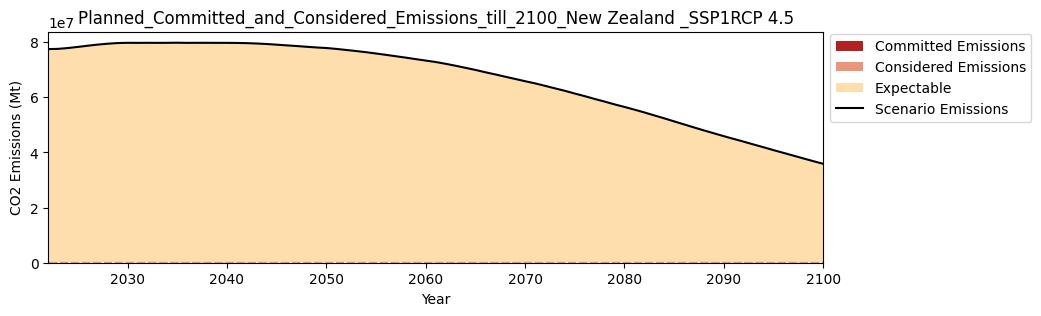 Planned_Committed_and_Considered_Emissions_till_2100_New Zealand _SSP1RCP 4.5
1e7
8
6
4
2
0
CO2 Emissions (Mt)
2030 2040 2050 2060 2070 2080 2090 2100
Year
Committed Emissions
Considered Emissions
Expectable
Scenario Emissions